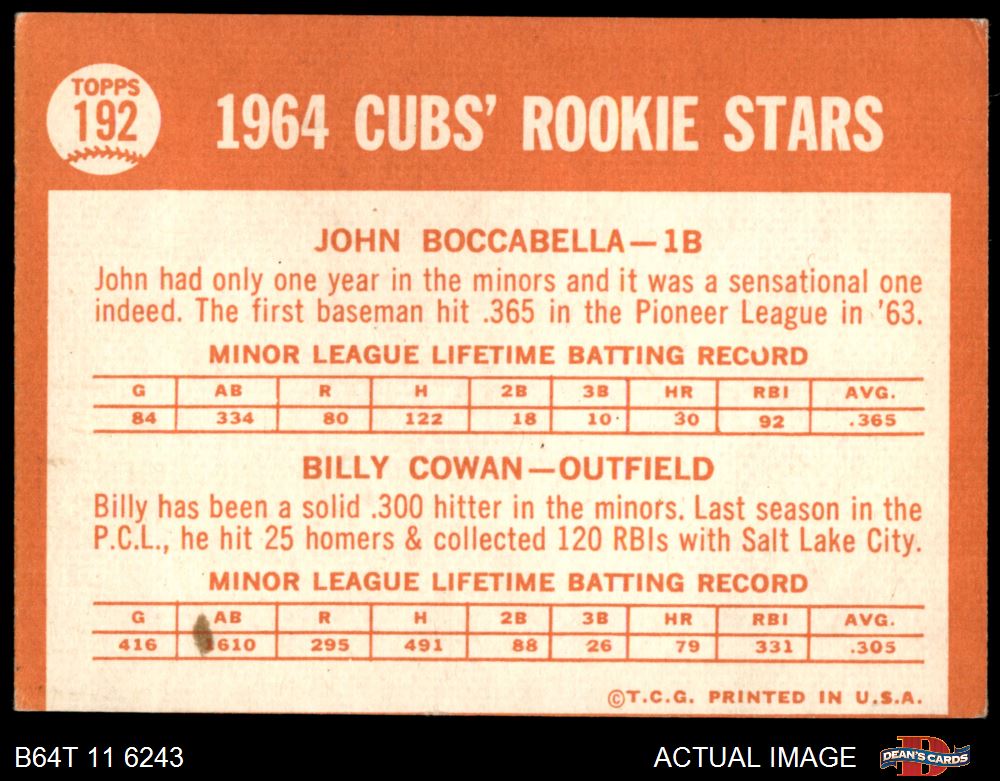 TOPPS
192
1964 CUBS' ROOKIE STARS
JOHN BOCCABELLA—1B
John had only one year in the minors and it was a sensational one
indeed. The first baseman hit .365 in the Pioneer League in '63.
MINOR LEAGUE LIFETIME BATTING RECORD
G AB R H 2B 3B HR RBI AVG.
84 334 80 122 18 10 30 92 .365
BILLY COWAN—OUTFIELD
Billy has been a solid .300 hitter in the minors. Last season in the
P.C.L., he hit 25 homers & collected 120 RBIs with Salt Lake City.
MINOR LEAGUE LIFETIME BATTING RECORD
G AB R H 2B 3B HR RBI AVG.
416 610 295 491 88 26 79 331 .305
©T.C.G. PRINTED IN U.S.A.
B64T 11 6243
ACTUAL IMAGE
DEAN'S CARDS